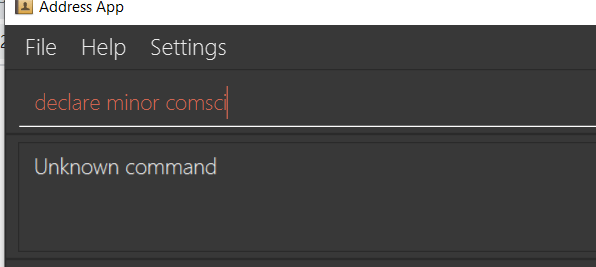 Address App
File Help Settings
declare minor comsci
Unknown command